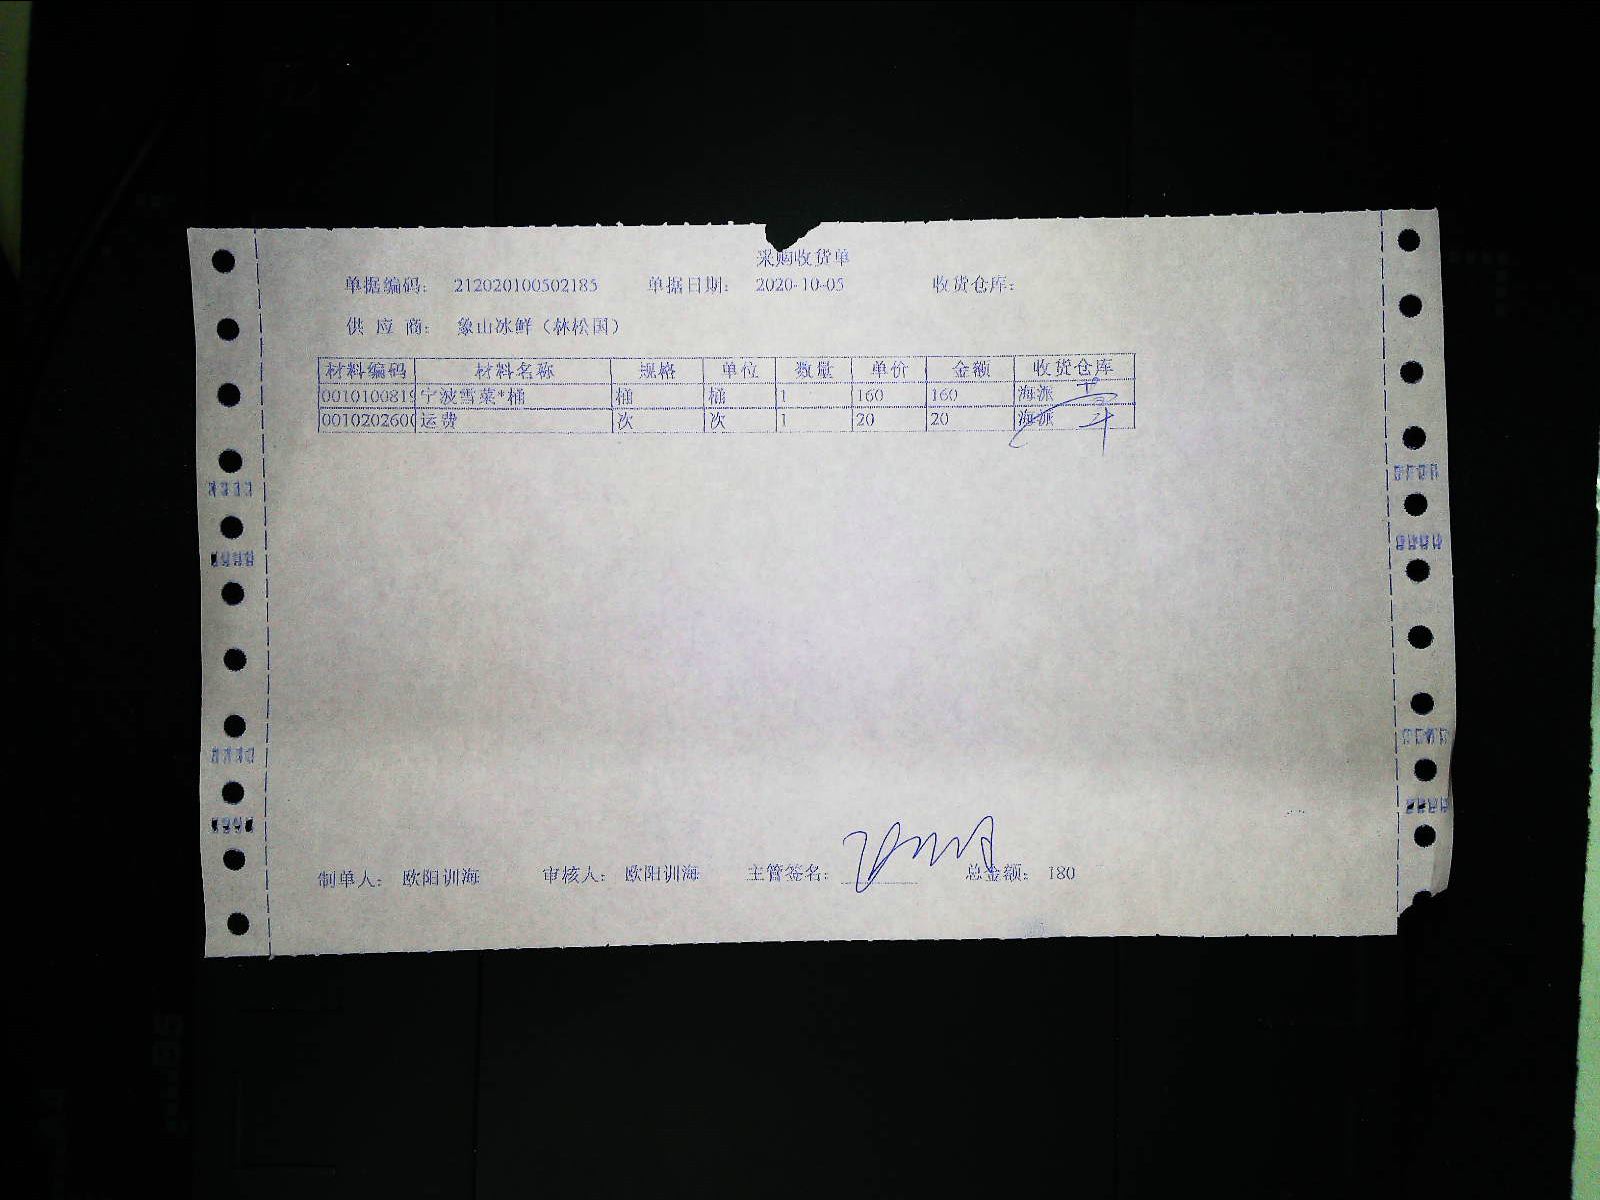 采购收货单
单据编码: 212020100502185 单据日期: 2020-10-05 收货仓库:
供 应 商: 象山冰鲜（林松国）
材料编码 材料名称 规格 单位 数量 单价 金额 收货仓库
0010100819 宁波雪菜*桶 桶 桶 1 160 160 海派
0010202600 运费 次 次 1 20 20 海派
制单人: 欧阳训海 审核人: 欧阳训海 主管签名: 总金额: 180